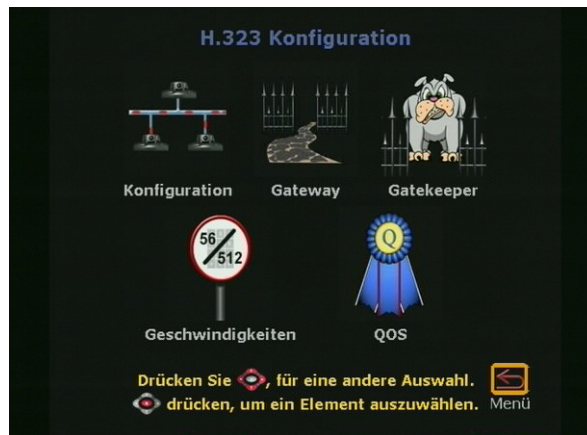 H.323 Konfiguration
Konfiguration Gateway Gatekeeper
56
512
Q
Geschwindigkeiten QOS
Drücken Sie , für eine andere Auswahl.
drücken, um ein Element auszuwählen. Menü